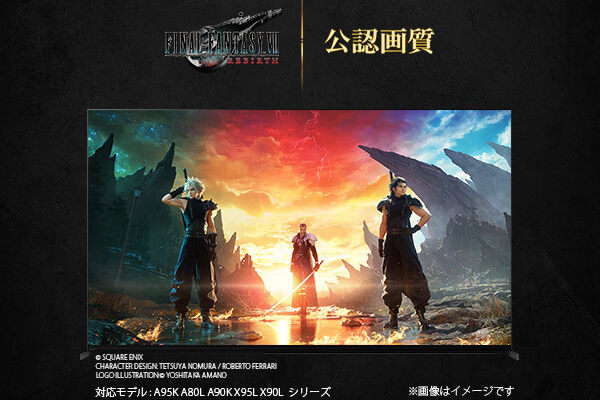 FINAL FANTASY VII
REBIRTH
公認画質
© SQUARE ENIX
CHARACTER DESIGN: TETSUYA NOMURA / ROBERTO FERRARI
LOGO ILLUSTRATION:© YOSHITAKA AMANO
対応モデル : A95K A80L A90K X95L X90L シリーズ
※画像はイメージです